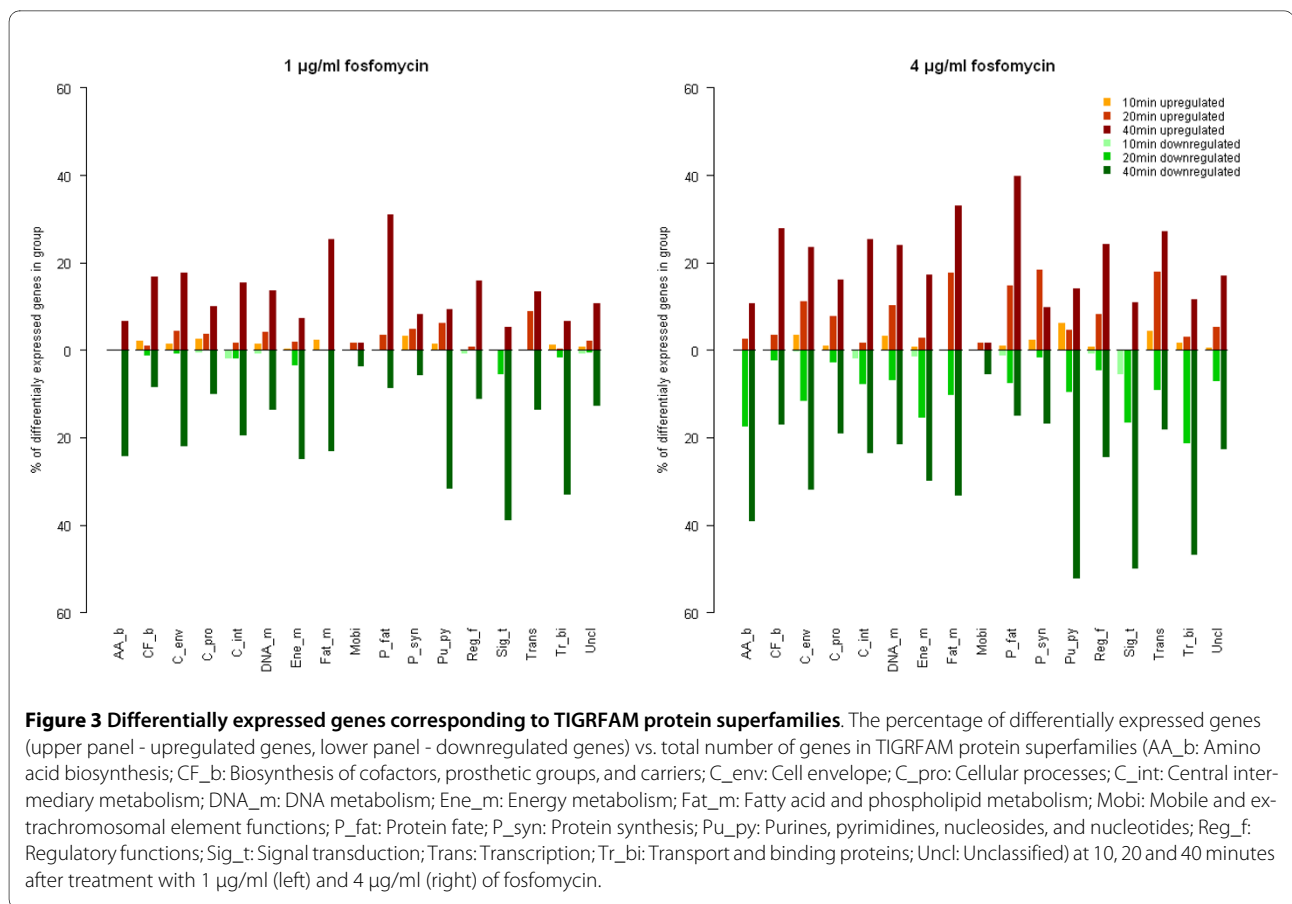 1 µg/ml fosfomycin
60
40
20
0
20
40
60
% of differentialy expressed genes in group
AA_b
CF_b
C_env
C_pro
C_int
DNA_m
Ene_m
Fat_m
Mobi
P_fat
P_syn
Pu_py
Reg_f
Sig_t
Trans
Tr_bi
Uncl
4 µg/ml fosfomycin
60
40
20
0
20
40
60
% of differentialy expressed genes in group
10min upregulated
20min upregulated
40min upregulated
10min downregulated
20min downregulated
40min downregulated
AA_b
CF_b
C_env
C_pro
C_int
DNA_m
Ene_m
Fat_m
Mobi
P_fat
P_syn
Pu_py
Reg_f
Sig_t
Trans
Tr_bi
Uncl
Figure 3 Differentially expressed genes corresponding to TIGRFAM protein superfamilies. The percentage of differentially expressed genes
(upper panel - upregulated genes, lower panel - downregulated genes) vs. total number of genes in TIGRFAM protein superfamilies (AA_b: Amino
acid biosynthesis; CF_b: Biosynthesis of cofactors, prosthetic groups, and carriers; C_env: Cell envelope; C_pro: Cellular processes; C_int: Central inter-
mediary metabolism; DNA_m: DNA metabolism; Ene_m: Energy metabolism; Fat_m: Fatty acid and phospholipid metabolism; Mobi: Mobile and ex-
trachromosomal element functions; P_fat: Protein fate; P_syn: Protein synthesis; Pu_py: Purines, pyrimidines, nucleosides, and nucleotides; Reg_f:
Regulatory functions; Sig_t: Signal transduction; Trans: Transcription; Tr_bi: Transport and binding proteins; Uncl: Unclassified) at 10, 20 and 40 minutes
after treatment with 1 µg/ml (left) and 4 µg/ml (right) of fosfomycin.